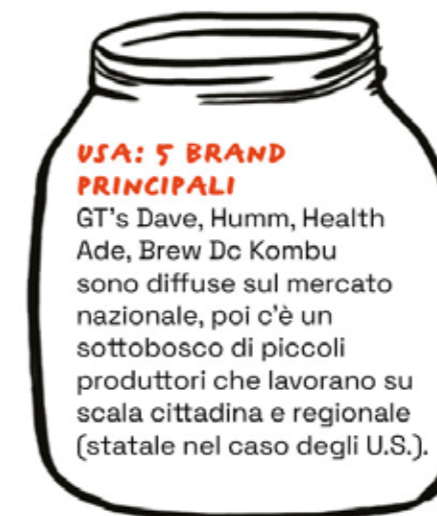 USA: 5 BRAND
PRINCIPALI
GT's Dave, Humm, Health
Ade, Brew Dc Kombu
sono diffuse sul mercato
nazionale, poi c'è un
sottobosco di piccoli
produttori che lavorano su
scala cittadina e regionale
(statale nel caso degli U.S.).